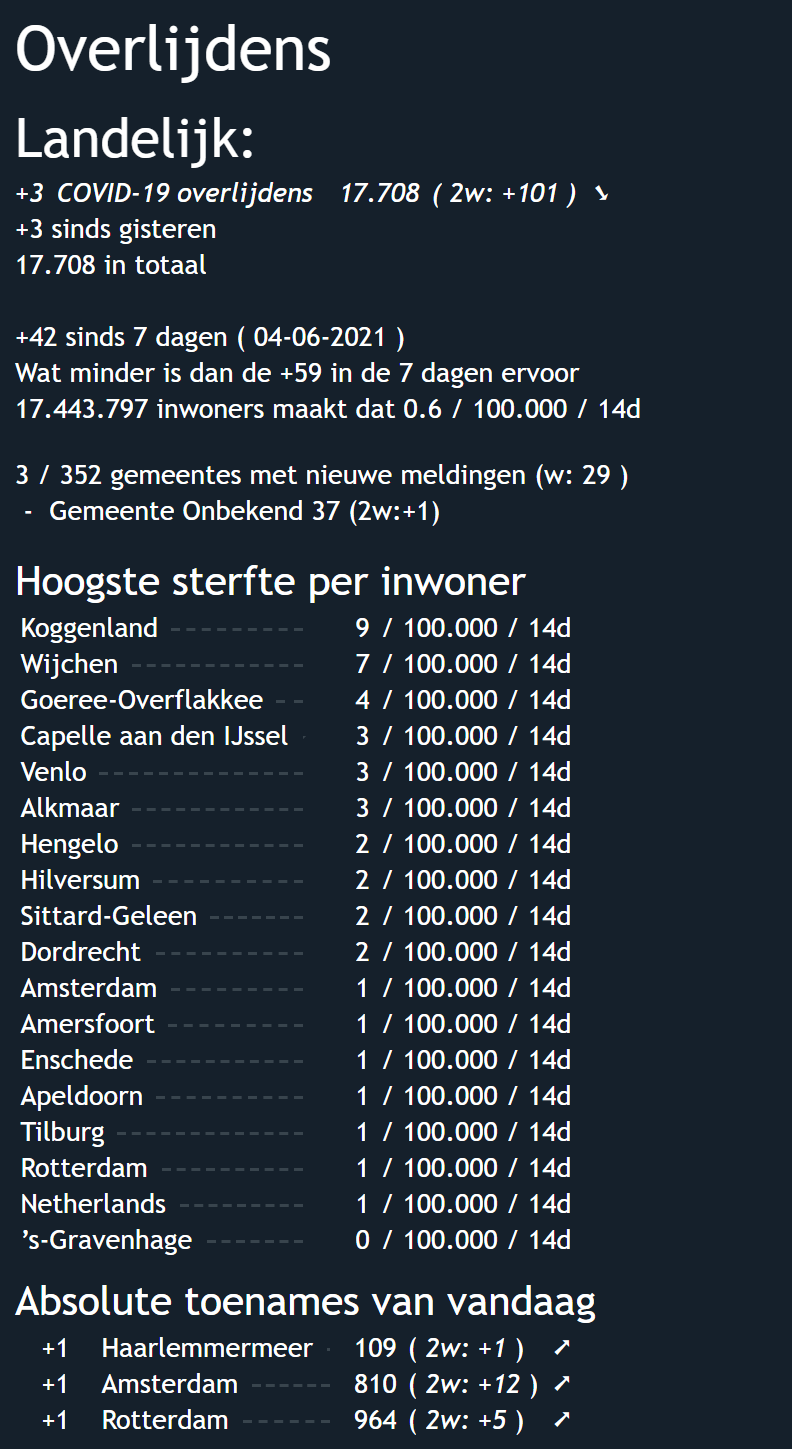 Overlijdens
Landelijk:
+3 COVID-19 overlijdens 17.708 ( 2w: +101 ) ➘
+3 sinds gisteren
17.708 in totaal
+42 sinds 7 dagen ( 04-06-2021 )
Wat minder is dan de +59 in de 7 dagen ervoor
17.443.797 inwoners maakt dat 0.6 / 100.000 / 14d
3 / 352 gemeentes met nieuwe meldingen (w: 29 )
- Gemeente Onbekend 37 (2w:+1)
Hoogste sterfte per inwoner
Koggenland 9 / 100.000 / 14d
Wijchen 7 / 100.000 / 14d
Goeree-Overflakkee 4 / 100.000 / 14d
Capelle aan den IJssel 3 / 100.000 / 14d
Venlo 3 / 100.000 / 14d
Alkmaar 3 / 100.000 / 14d
Hengelo 2 / 100.000 / 14d
Hilversum 2 / 100.000 / 14d
Sittard-Geleen 2 / 100.000 / 14d
Dordrecht 2 / 100.000 / 14d
Amsterdam 1 / 100.000 / 14d
Amersfoort 1 / 100.000 / 14d
Enschede 1 / 100.000 / 14d
Apeldoorn 1 / 100.000 / 14d
Tilburg 1 / 100.000 / 14d
Rotterdam 1 / 100.000 / 14d
Netherlands 1 / 100.000 / 14d
’s-Gravenhage 0 / 100.000 / 14d
Absolute toenames van vandaag
+1 Haarlemmermeer 109 ( 2w: +1 ) ➚
+1 Amsterdam 810 ( 2w: +12 ) ➚
+1 Rotterdam 964 ( 2w: +5 ) ➚